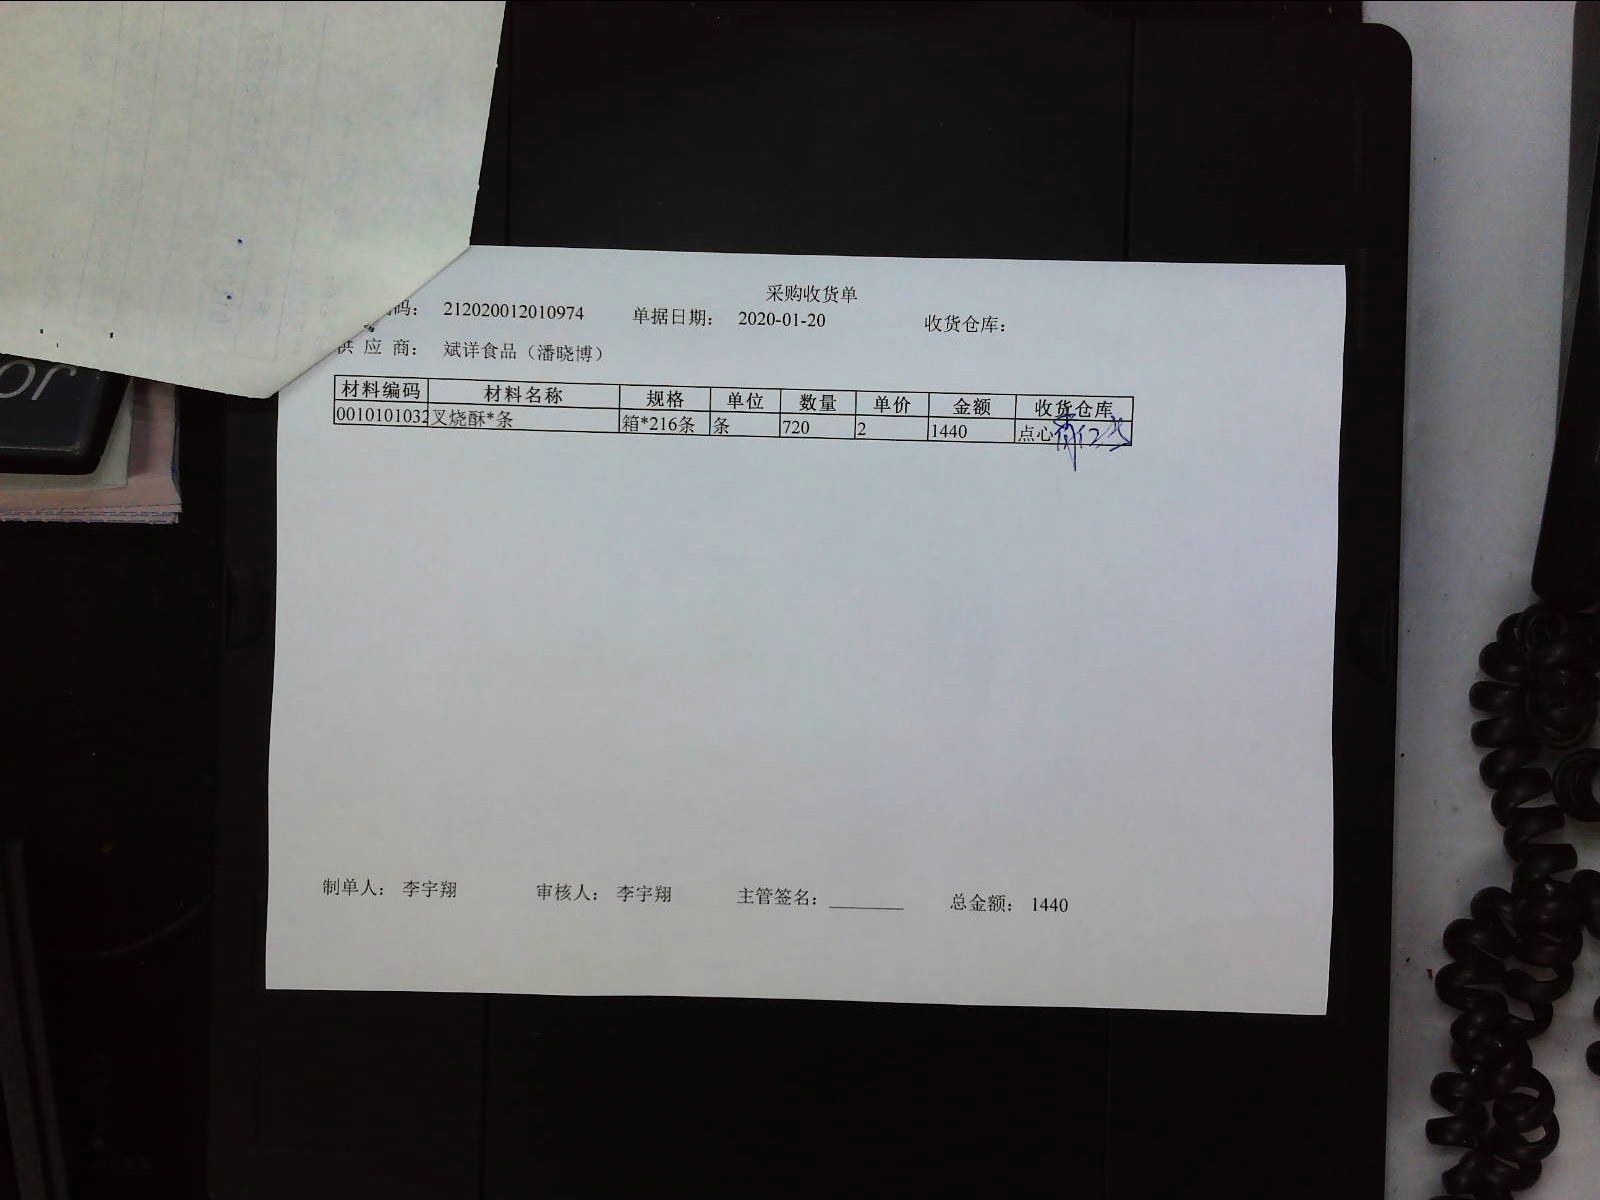 采购收货单
码： 212020012010974 单据日期： 2020-01-20 收货仓库：
供 应 商： 斌详食品（潘晓博）
材料编码 材料名称 规格 单位 数量 单价 金额 收货仓库
0010101032 叉烧酥*条 箱*216条 条 720 2 1440 点心
制单人： 李宇翔 审核人： 李宇翔 主管签名：________ 总金额： 1440
or